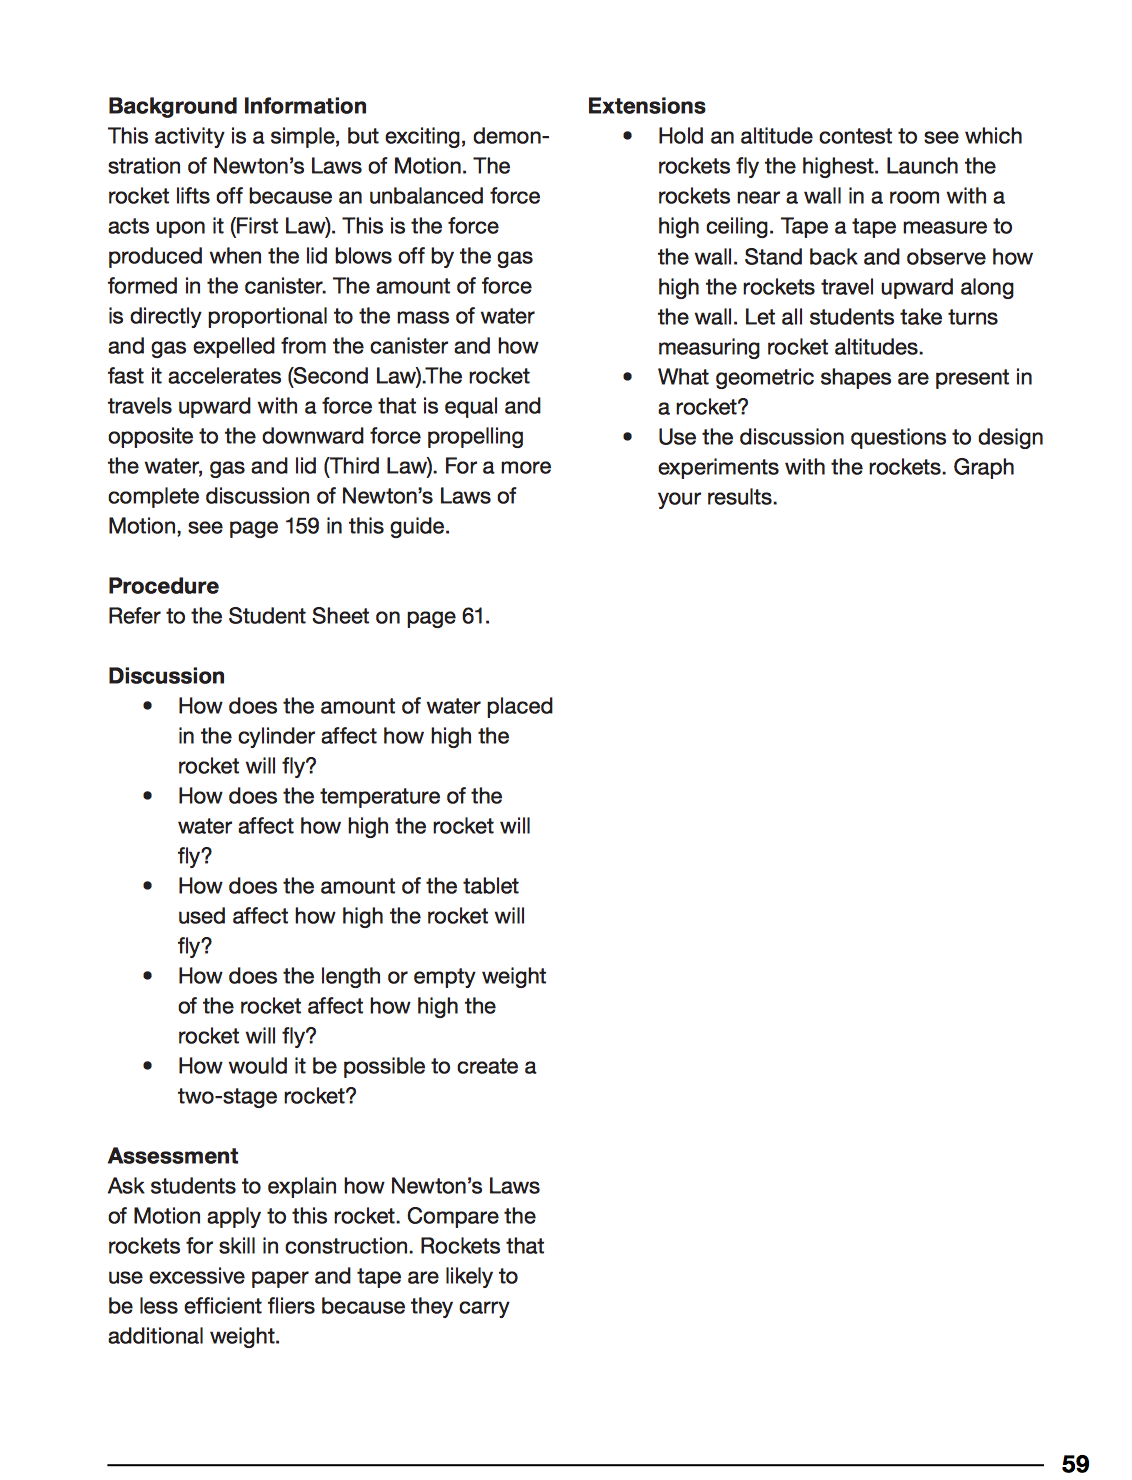 Background Information
This activity is a simple, but exciting, demon-
stration of Newton’s Laws of Motion. The
rocket lifts off because an unbalanced force
acts upon it (First Law). This is the force
produced when the lid blows off by the gas
formed in the canister. The amount of force
is directly proportional to the mass of water
and gas expelled from the canister and how
fast it accelerates (Second Law).The rocket
travels upward with a force that is equal and
opposite to the downward force propelling
the water, gas and lid (Third Law). For a more
complete discussion of Newton’s Laws of
Motion, see page 159 in this guide.
Procedure
Refer to the Student Sheet on page 61.
Discussion
• How does the amount of water placed
in the cylinder affect how high the
rocket will fly?
• How does the temperature of the
water affect how high the rocket will
fly?
• How does the amount of the tablet
used affect how high the rocket will
fly?
• How does the length or empty weight
of the rocket affect how high the
rocket will fly?
• How would it be possible to create a
two-stage rocket?
Assessment
Ask students to explain how Newton’s Laws
of Motion apply to this rocket. Compare the
rockets for skill in construction. Rockets that
use excessive paper and tape are likely to
be less efficient fliers because they carry
additional weight.
Extensions
• Hold an altitude contest to see which
rockets fly the highest. Launch the
rockets near a wall in a room with a
high ceiling. Tape a tape measure to
the wall. Stand back and observe how
high the rockets travel upward along
the wall. Let all students take turns
measuring rocket altitudes.
• What geometric shapes are present in
a rocket?
• Use the discussion questions to design
experiments with the rockets. Graph
your results.
59